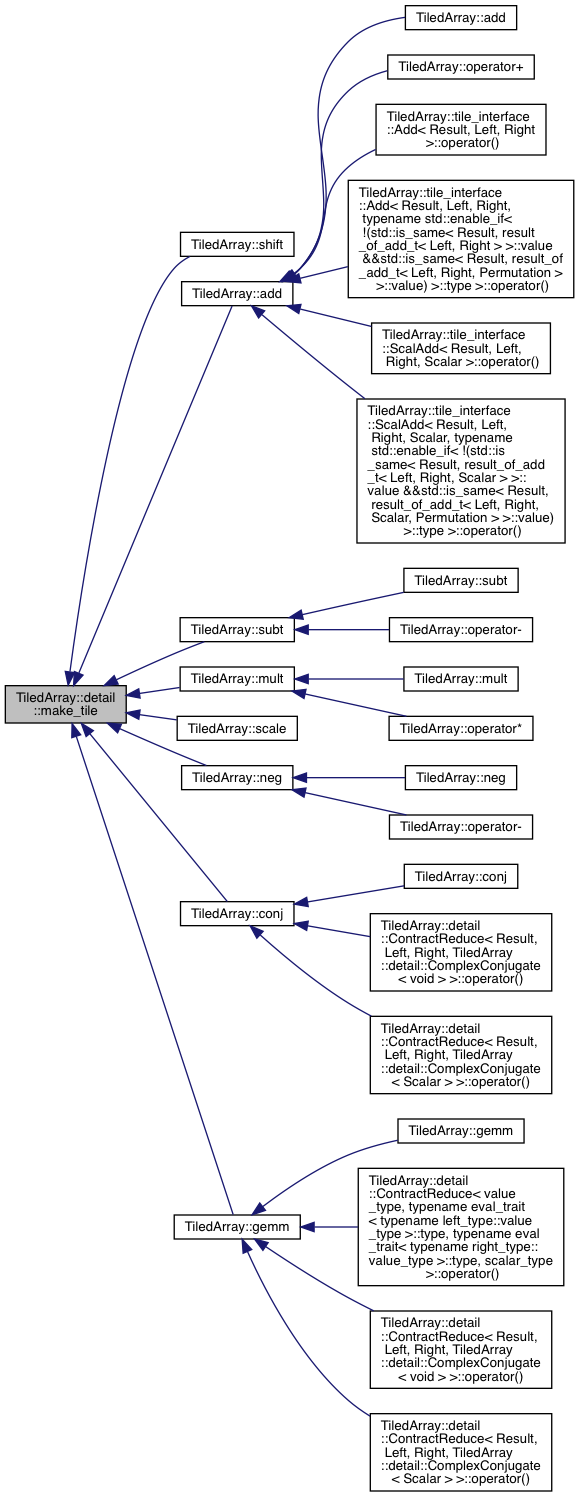 TiledArray::add
TiledArray::operator+
TiledArray::tile_interface
::Add< Result, Left, Right
>::operator()
TiledArray::tile_interface
::Add< Result, Left, Right,
typename std::enable_if<
!(std::is_same< Result, result
_of_add_t< Left, Right > >::value
&&std::is_same< Result, result_of
_add_t< Left, Right, Permutation >
>::value) >::type >::operator()
TiledArray::shift
TiledArray::add
TiledArray::tile_interface
::ScalAdd< Result, Left,
Right, Scalar >::operator()
TiledArray::tile_interface
::ScalAdd< Result, Left,
Right, Scalar, typename
std::enable_if< !(std::is
_same< Result, result_of_add
_t< Left, Right, Scalar > >::
value &&std::is_same< Result,
result_of_add_t< Left, Right,
Scalar, Permutation > >::value)
>::type >::operator()
TiledArray::subt
TiledArray::subt
TiledArray::operator-
TiledArray::detail
::make_tile
TiledArray::mult
TiledArray::mult
TiledArray::scale
TiledArray::operator*
TiledArray::neg
TiledArray::neg
TiledArray::operator-
TiledArray::conj
TiledArray::conj
TiledArray::detail
::ContractReduce< Result,
Left, Right, TiledArray
::detail::ComplexConjugate
< void > >::operator()
TiledArray::detail
::ContractReduce< Result,
Left, Right, TiledArray
::detail::ComplexConjugate
< Scalar > >::operator()
TiledArray::gemm
TiledArray::gemm
TiledArray::detail
::ContractReduce< value
_type, typename eval_trait
< typename left_type::value
_type >::type, typename eval
_trait< typename right_type::
value_type >::type, scalar_type
>::operator()
TiledArray::detail
::ContractReduce< Result,
Left, Right, TiledArray
::detail::ComplexConjugate
< void > >::operator()
TiledArray::detail
::ContractReduce< Result,
Left, Right, TiledArray
::detail::ComplexConjugate
< Scalar > >::operator()